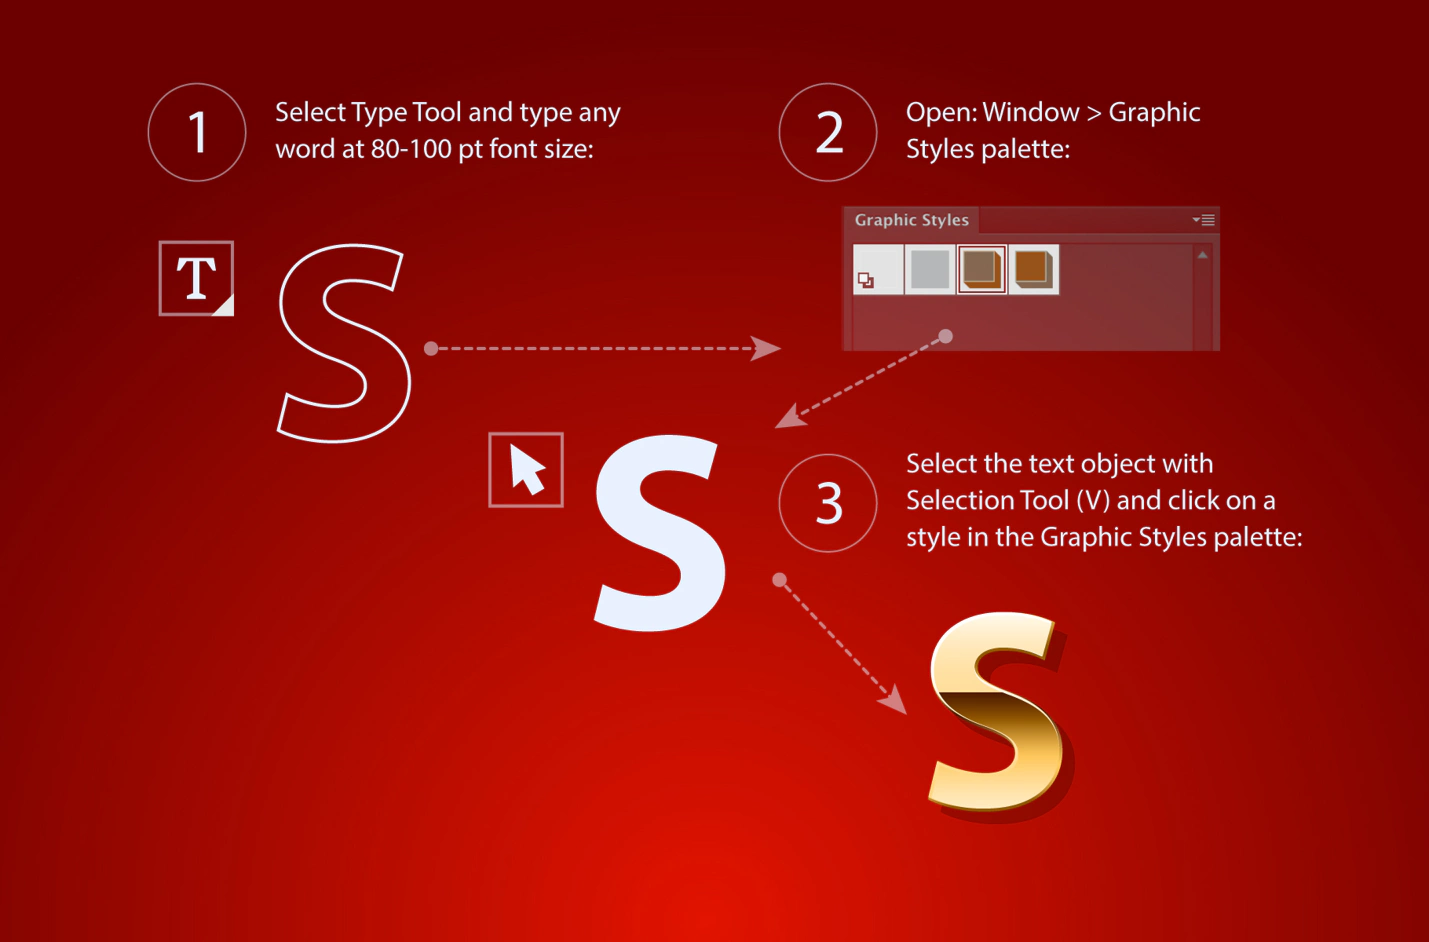 1
Select Type Tool and type any
word at 80-100 pt font size:
2
Open: Window > Graphic
Styles palette:
T
S
Graphic Styles
S
3
Select the text object with
Selection Tool (V) and click on a
style in the Graphic Styles palette:
S